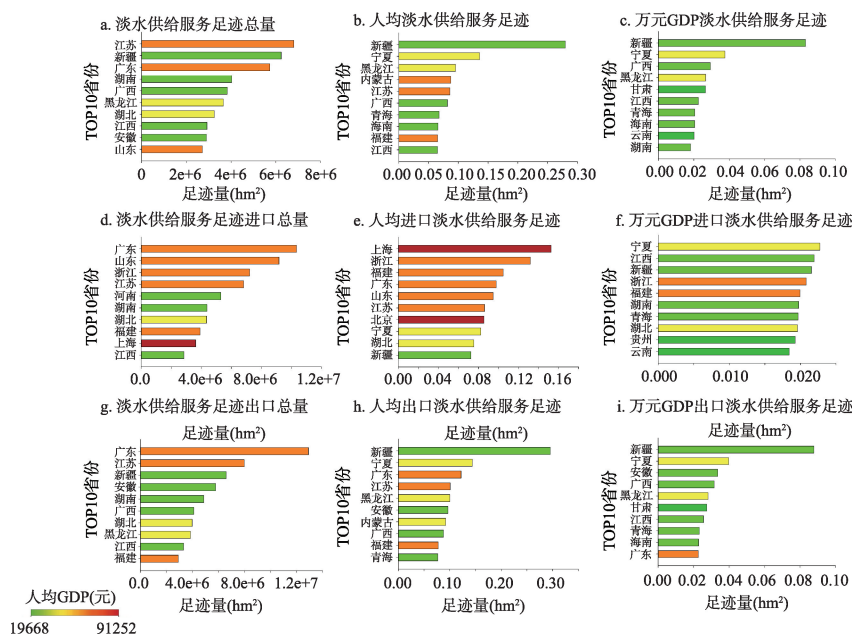 a. 淡水供给服务足迹总量
TOP10省份
江苏
新疆
广东
湖南
广西
黑龙江
湖北
江西
安徽
山东
0 2e+6 4e+6 6e+6 8e+6
足迹量(hm²)
b. 人均淡水供给服务足迹
TOP10省份
新疆
宁夏
黑龙江
内蒙古
江苏
广西
青海
海南
福建
江西
0.00 0.05 0.10 0.15 0.20 0.25 0.30
足迹量(hm²)
c. 万元GDP淡水供给服务足迹
TOP10省份
新疆
宁夏
广西
黑龙江
甘肃
江西
青海
海南
云南
湖南
0 0.02 0.04 0.06 0.08 0.10
足迹量(hm²)
d. 淡水供给服务足迹进口总量
TOP10省份
广东
山东
浙江
江苏
河南
湖南
湖北
福建
上海
江西
0.0 4.0e+6 8.0e+6 1.2e+7
足迹量(hm²)
e. 人均进口淡水供给服务足迹
TOP10省份
上海
浙江
福建
广东
山东
江苏
北京
宁夏
湖北
新疆
0.00 0.04 0.08 0.12 0.16
足迹量(hm²)
f. 万元GDP进口淡水供给服务足迹
TOP10省份
宁夏
江西
新疆
浙江
福建
湖南
青海
湖北
贵州
云南
0.000 0.010 0.020
足迹量(hm²)
g. 淡水供给服务足迹出口总量
TOP10省份
广东
江苏
新疆
安徽
湖南
广西
湖北
黑龙江
江西
福建
0.0 4.0e+6 8.0e+6 1.2e+7
足迹量(hm²)
h. 人均出口淡水供给服务足迹
TOP10省份
新疆
宁夏
广东
江苏
黑龙江
安徽
内蒙古
广西
福建
青海
0.00 0.10 0.20 0.30
足迹量(hm²)
i. 万元GDP出口淡水供给服务足迹
TOP10省份
新疆
宁夏
安徽
广西
黑龙江
甘肃
江西
青海
海南
广东
0.00 0.02 0.04 0.06 0.08 0.10
足迹量(hm²)
人均GDP(元)
19668 91252